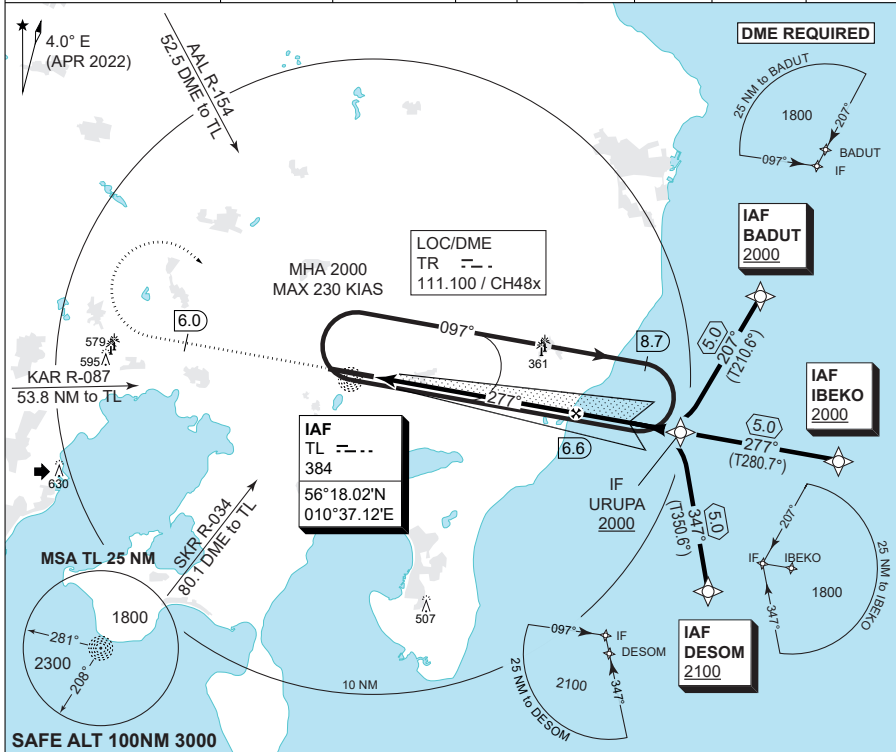 4.0° E
(APR 2022)
AAL R-154
52.5 DME to TL
DME REQUIRED
25 NM to BADUT
1800
207°
097°
BADUT
IF
IAF
BADUT
2000
LOC/DME
TR
111.100 / CH48x
MHA 2000
MAX 230 KIAS
6.0
579
595
KAR R-087
53.8 NM to TL
097°
361
8.7
277°
6.6
5.0
207°
(T210.6°)
IAF
IBEKO
2000
5.0
277°
(T280.7°)
IAF
TL
384
56°18.02'N
010°37.12'E
IF
URUPA
2000
5.0
347°
(T350.6°)
630
SKR R-034
80.1 DME to TL
207°
IF
IBEKO
1800
347°
25 NM to IBEKO
MSA TL 25 NM
1800
281°
2300
208°
507
10 NM
097°
IF
DESOM
2100
347°
25 NM to DESOM
IAF
DESOM
2100
SAFE ALT 100NM 3000